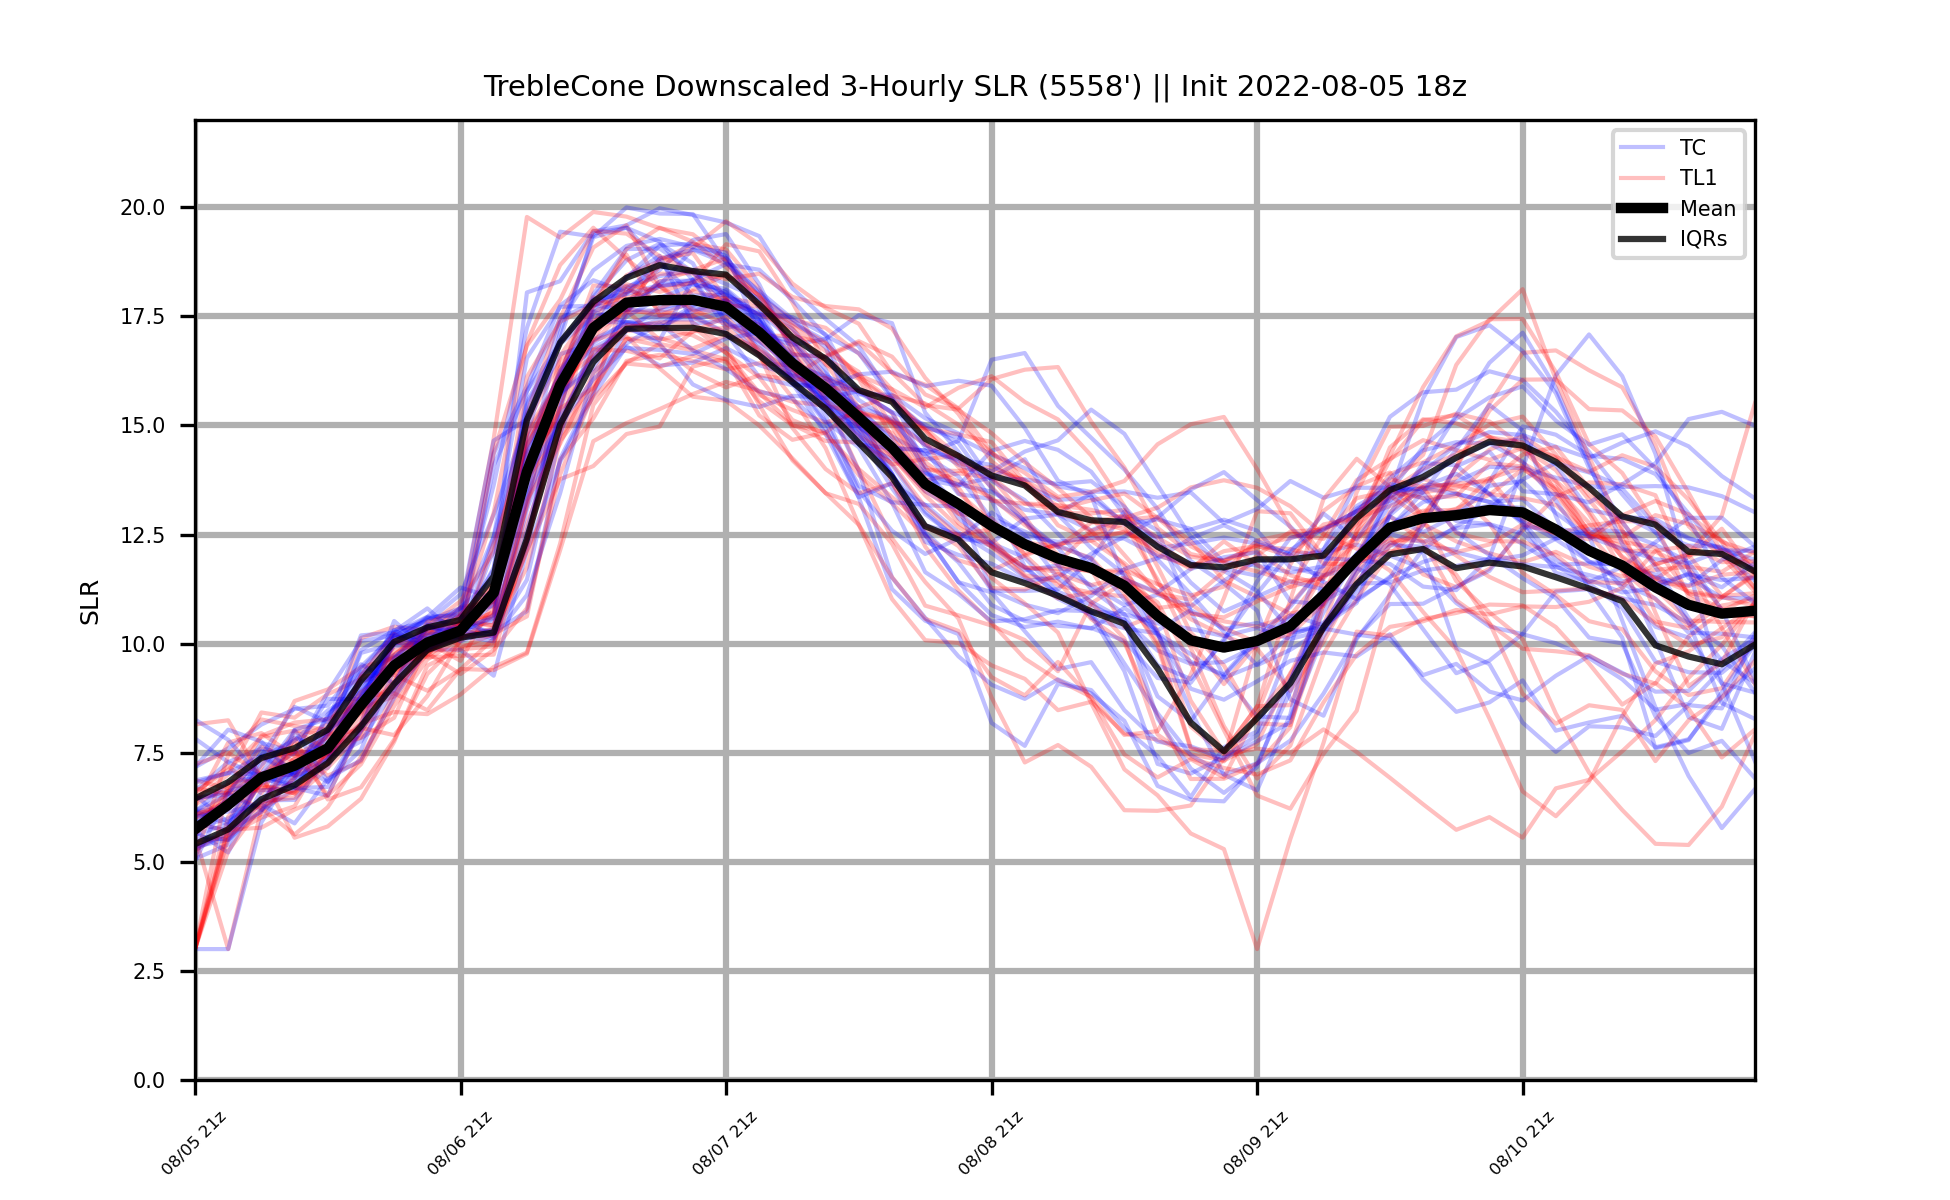 TrebleCone Downscaled 3-Hourly SLR (5558') || Init 2022-08-05 18z
TC
TL1
Mean
IQRs
20.0
17.5
15.0
12.5
10.0
7.5
5.0
2.5
0.0
SLR
08/05 21z
08/06 21z
08/07 21z
08/08 21z
08/09 21z
08/10 21z